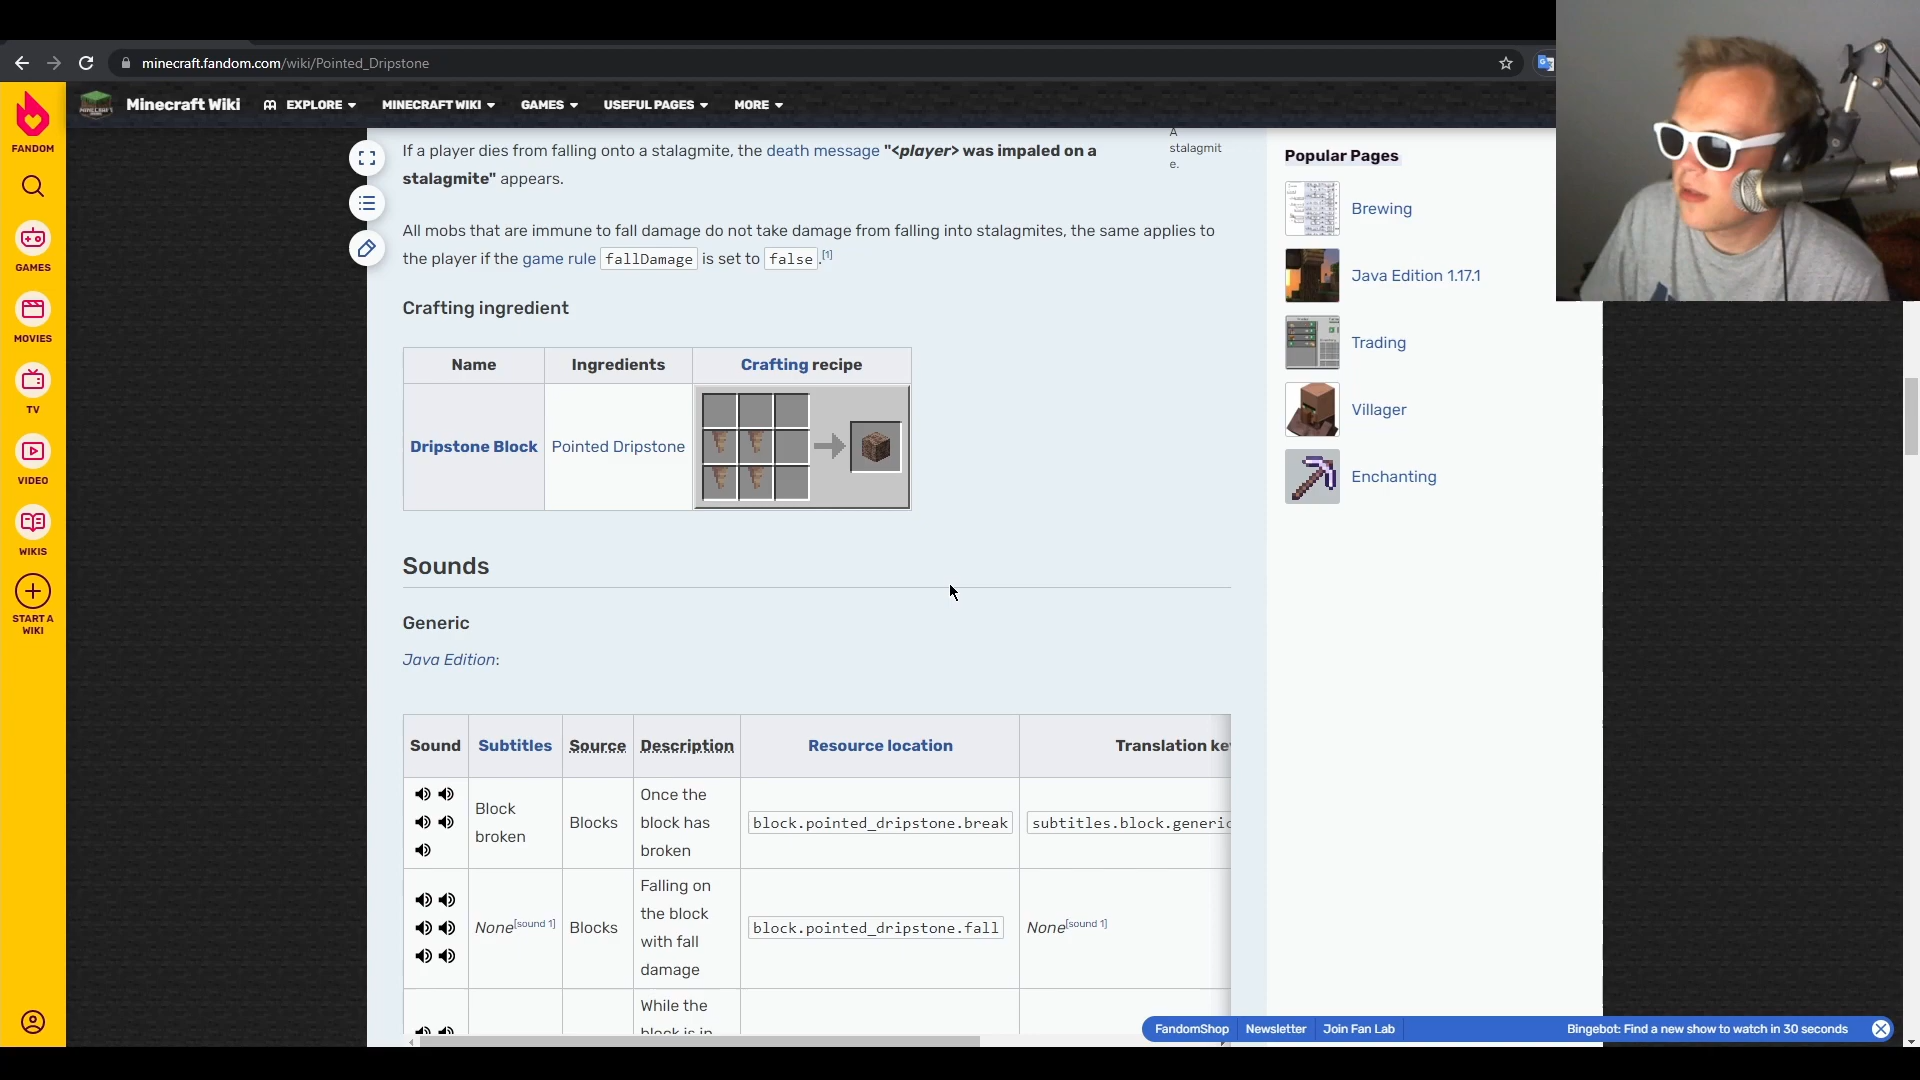 minecraft.fandom.com/wiki/Pointed_Dripstone
FANDOM
GAMES
MOVIES
TV
VIDEO
WIKIS
START A
WIKI
Minecraft Wiki
EXPLORE
MINECRAFT WIKI
GAMES
USEFUL PAGES
MORE
If a player dies from falling onto a stalagmite, the death message "<player> was impaled on a
stalagmite" appears.
A
stalagmit
e.
All mobs that are immune to fall damage do not take damage from falling into stalagmites, the same applies to
the player if the game rule fallDamage is set to false.[1]
Crafting ingredient
Name Ingredients Crafting recipe
Dripstone Block Pointed Dripstone
Sounds
Generic
Java Edition:
Sound Subtitles Source Description Resource location Translation ke
Block
broken
Blocks
Once the
block has
broken
block.pointed_dripstone.break
subtitles.block.generic
None[sound 1]
Blocks
Falling on
the block
with fall
damage
block.pointed_dripstone.fall
None[sound 1]
While the
block is in
Popular Pages
Brewing
Java Edition 1.17.1
Trading
Villager
Enchanting
FandomShop Newsletter Join Fan Lab Bingebot: Find a new show to watch in 30 seconds